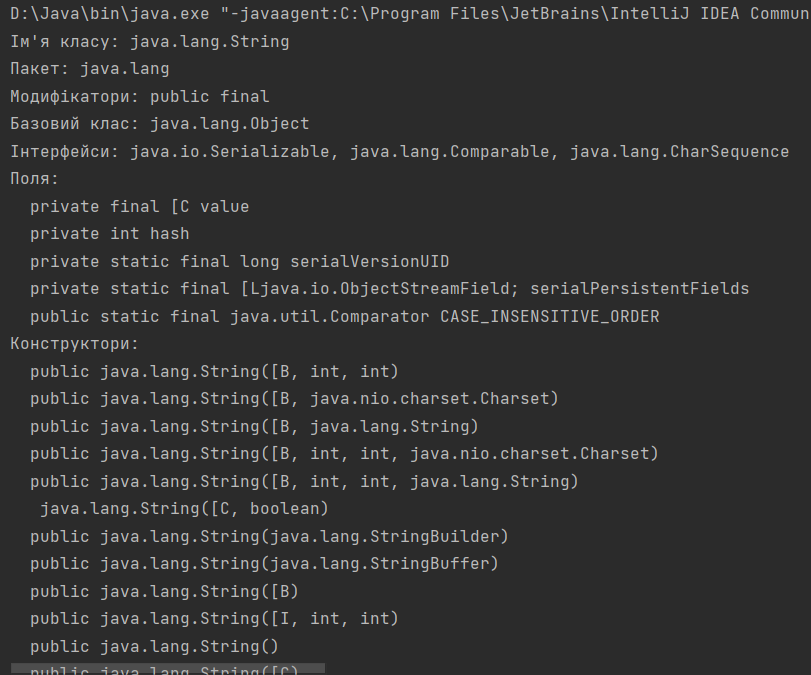 D:\Java\bin\java.exe "-javaagent:C:\Program Files\JetBrains\IntelliJ IDEA Commun
Ім'я класу: java.lang.String
Пакет: java.lang
Модифікатори: public final
Базовий клас: java.lang.Object
Інтерфейси: java.io.Serializable, java.lang.Comparable, java.lang.CharSequence
Поля:
  private final [C value
  private int hash
  private static final long serialVersionUID
  private static final [Ljava.io.ObjectStreamField; serialPersistentFields
  public static final java.util.Comparator CASE_INSENSITIVE_ORDER
Конструктори:
  public java.lang.String([B, int, int)
  public java.lang.String([B, java.nio.charset.Charset)
  public java.lang.String([B, java.lang.String)
  public java.lang.String([B, int, int, java.nio.charset.Charset)
  public java.lang.String([B, int, int, java.lang.String)
   java.lang.String([C, boolean)
  public java.lang.String(java.lang.StringBuilder)
  public java.lang.String(java.lang.StringBuffer)
  public java.lang.String([B)
  public java.lang.String([I, int, int)
  public java.lang.String()
  public java.lang.String([C)